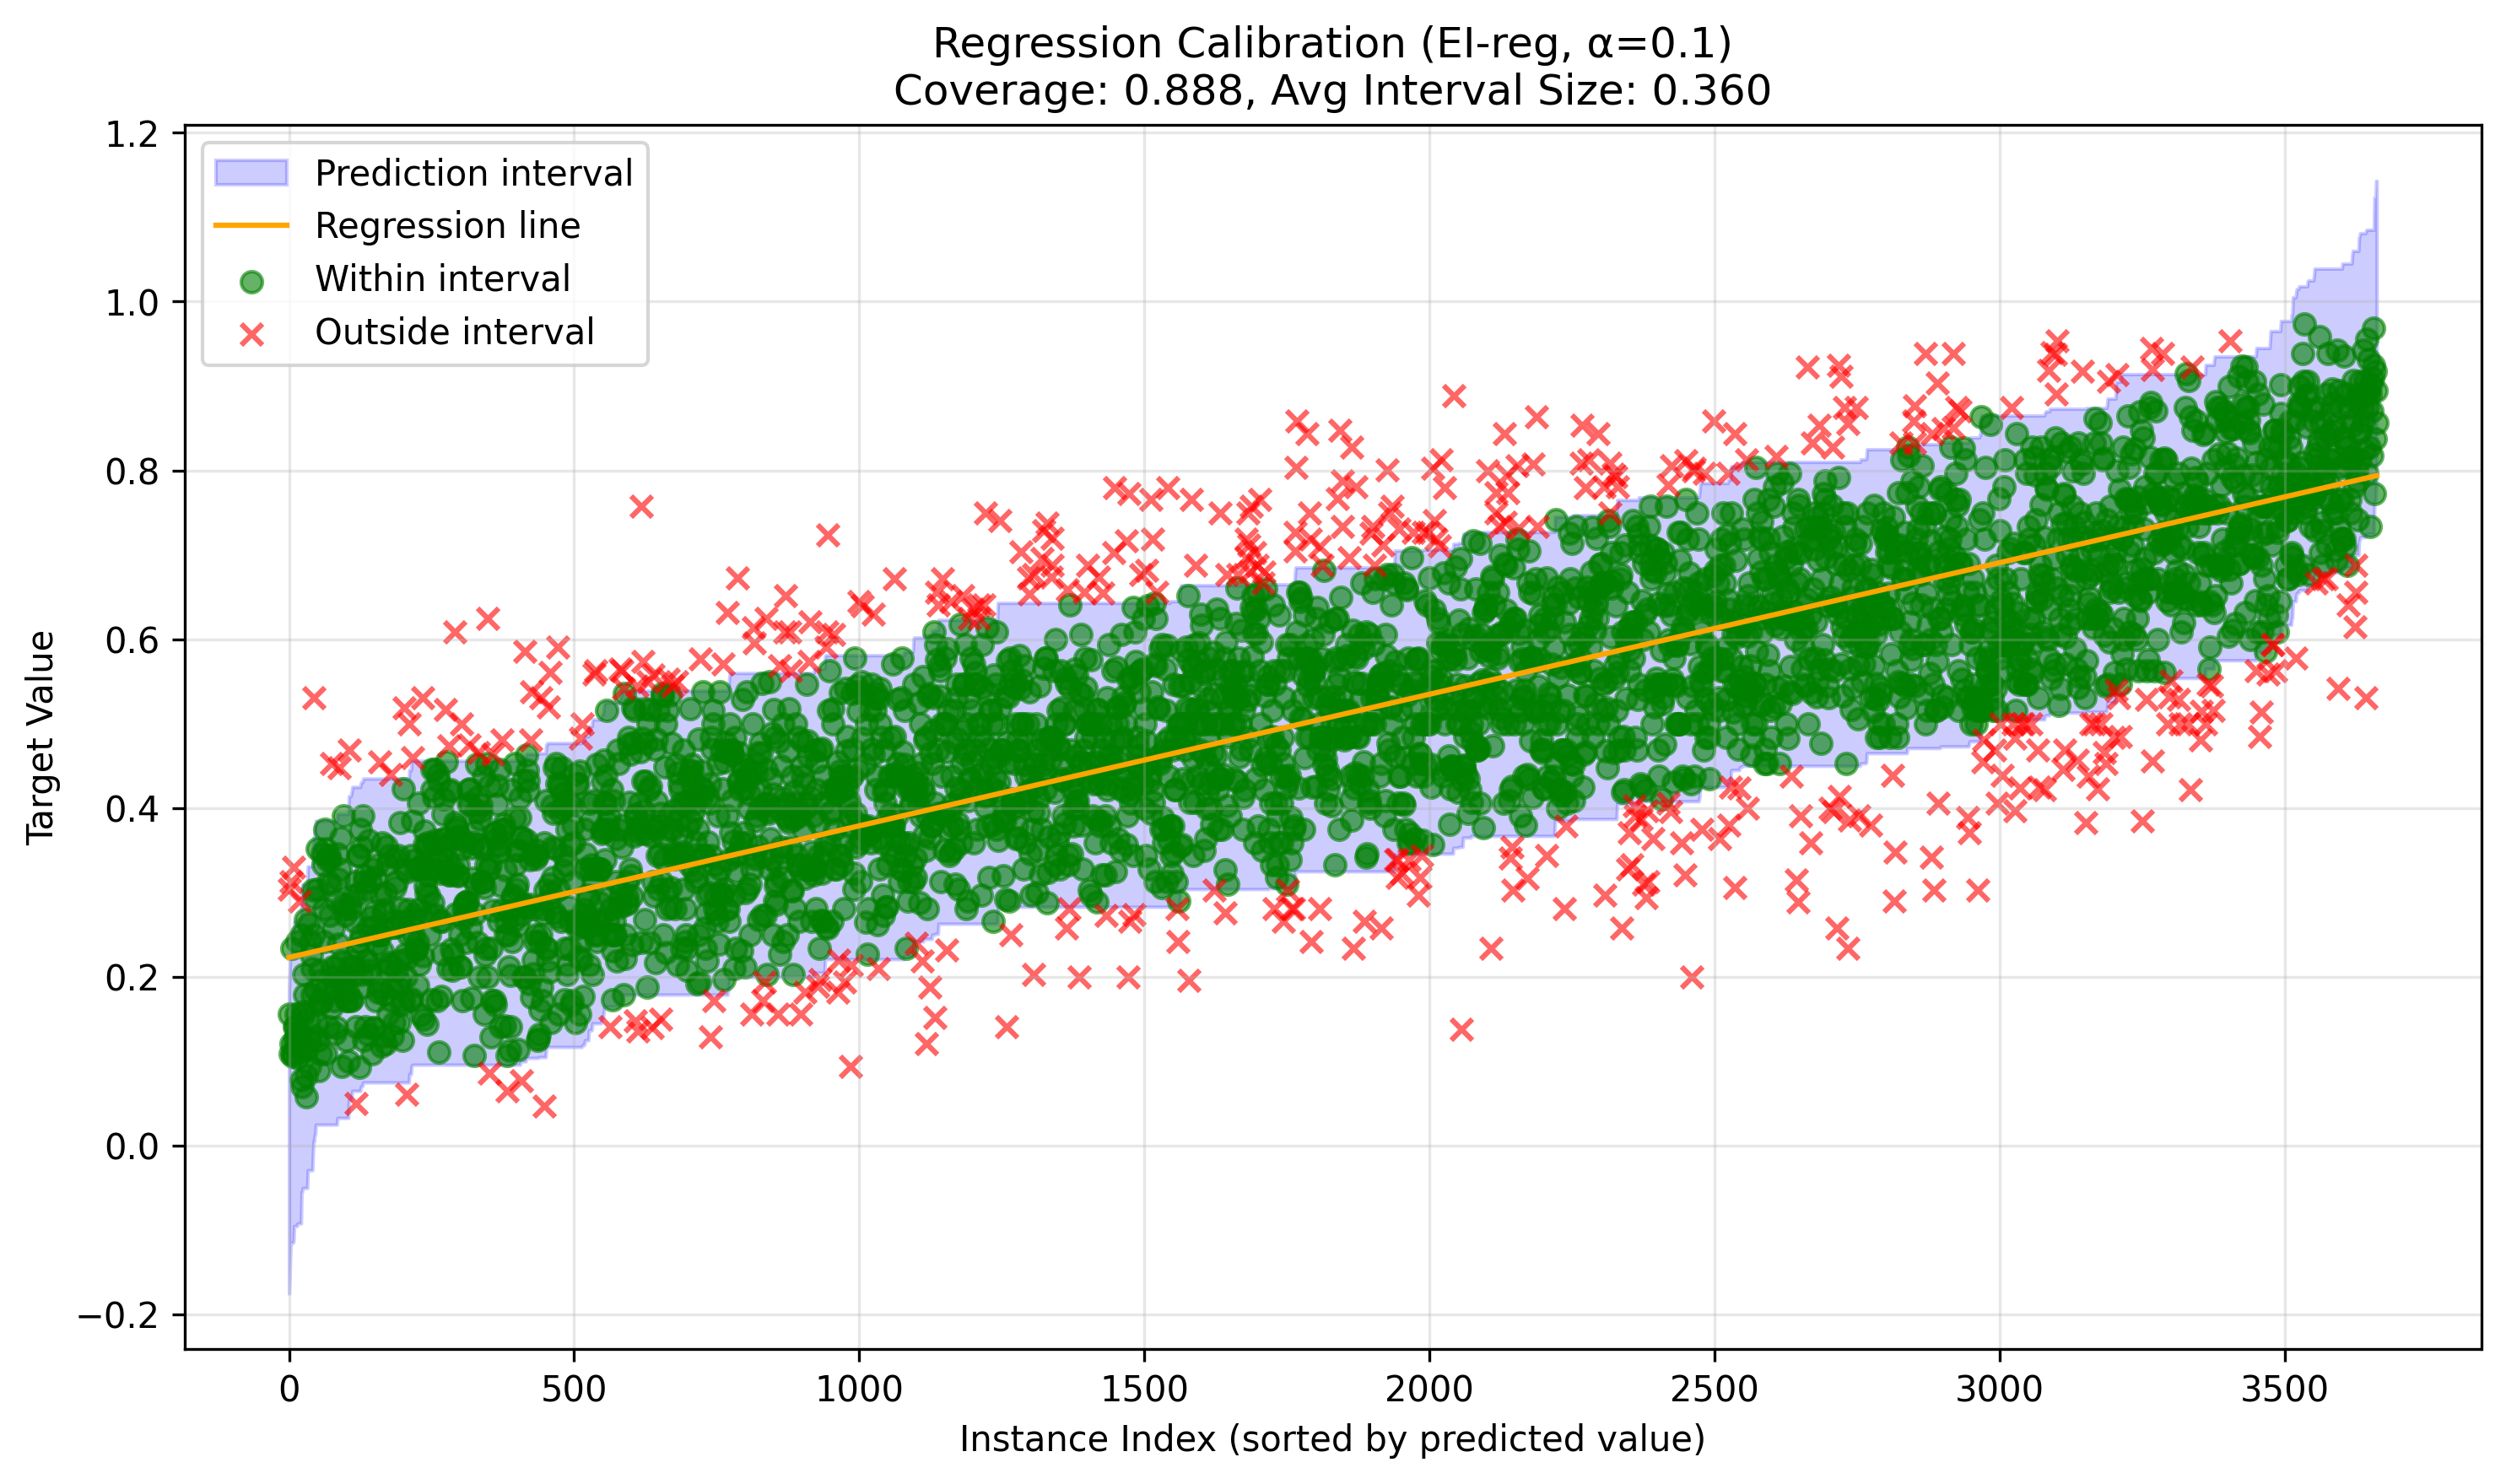 Regression Calibration (EI-reg, α=0.1)
Coverage: 0.888, Avg Interval Size: 0.360
Prediction interval
Regression line
Within interval
Outside interval
1.2
1.0
0.8
0.6
0.4
0.2
0.0
−0.2
Target Value
0 500 1000 1500 2000 2500 3000 3500
Instance Index (sorted by predicted value)